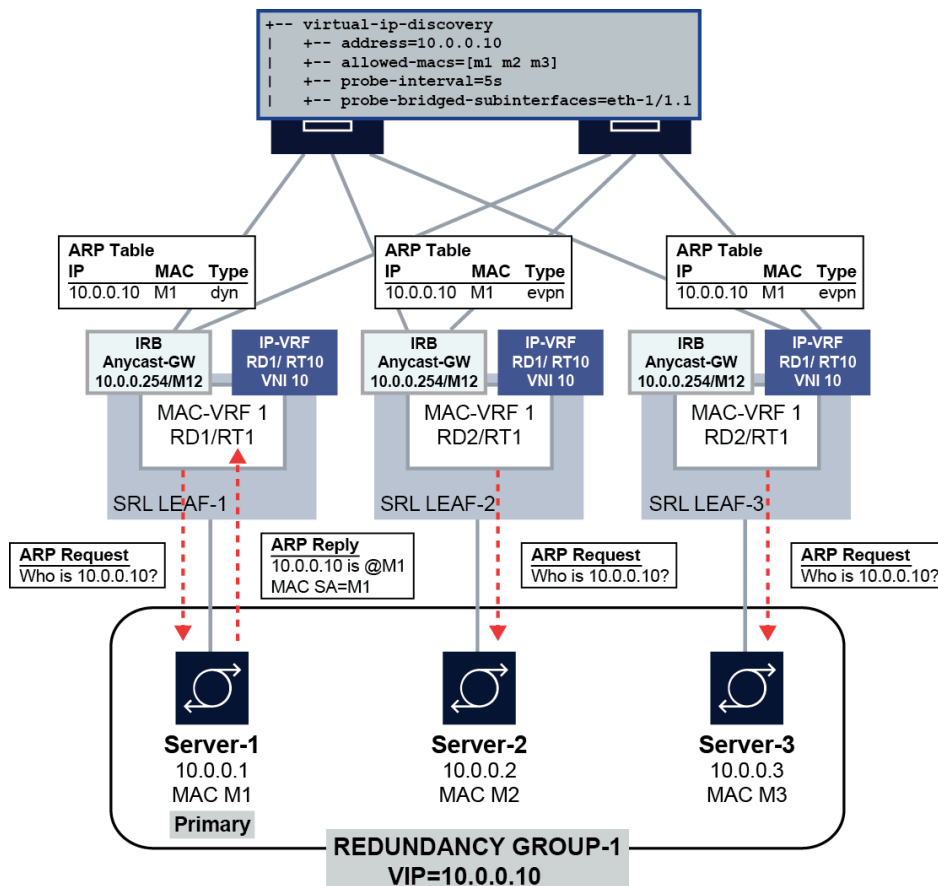 +-- virtual-ip-discovery
|   +-- address=10.0.0.10
|   +-- allowed-macs=[m1 m2 m3]
|   +-- probe-interval=5s
|   +-- probe-bridged-subinterfaces=eth-1/1.1
ARP Table
IP MAC Type
10.0.0.10 M1 dyn
ARP Table
IP MAC Type
10.0.0.10 M1 evpn
ARP Table
IP MAC Type
10.0.0.10 M1 evpn
IRB
Anycast-GW
10.0.0.254/M12
IP-VRF
RD1/ RT10
VNI 10
MAC-VRF 1
RD1/RT1
SRL LEAF-1
IRB
Anycast-GW
10.0.0.254/M12
IP-VRF
RD1/ RT10
VNI 10
MAC-VRF 1
RD2/RT1
SRL LEAF-2
IRB
Anycast-GW
10.0.0.254/M12
IP-VRF
RD1/ RT10
VNI 10
MAC-VRF 1
RD2/RT1
SRL LEAF-3
ARP Request
Who is 10.0.0.10?
ARP Reply
10.0.0.10 is @M1
MAC SA=M1
ARP Request
Who is 10.0.0.10?
ARP Request
Who is 10.0.0.10?
Server-1
10.0.0.1
MAC M1
Primary
Server-2
10.0.0.2
MAC M2
Server-3
10.0.0.3
MAC M3
REDUNDANCY GROUP-1
VIP=10.0.0.10